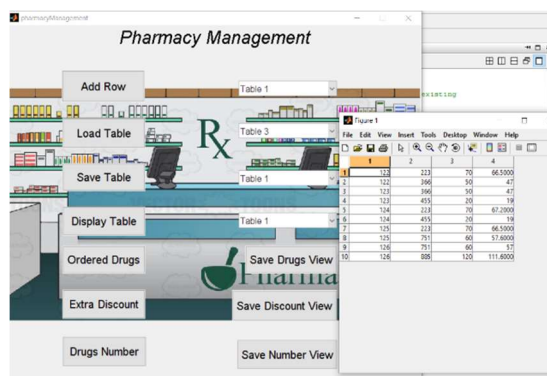 pharmacyManagement
Pharmacy Management
Add Row
Table 1
Load Table
Table 3
Save Table
Table 1
Display Table
Table 1
Ordered Drugs
Save Drugs View
Pharma
Extra Discount
Save Discount View
Drugs Number
Save Number View
Rx
existing
Figure 1
File Edit View Insert Tools Desktop Window Help
1 2 3 4
1 122 223 70 66.5000
2 122 366 50 47
3 123 366 50 47
4 123 455 20 19
5 124 223 70 67.2000
6 124 455 20 19
7 125 223 70 66.5000
8 125 751 60 57.6000
9 126 751 60 57
10 126 885 120 111.6000